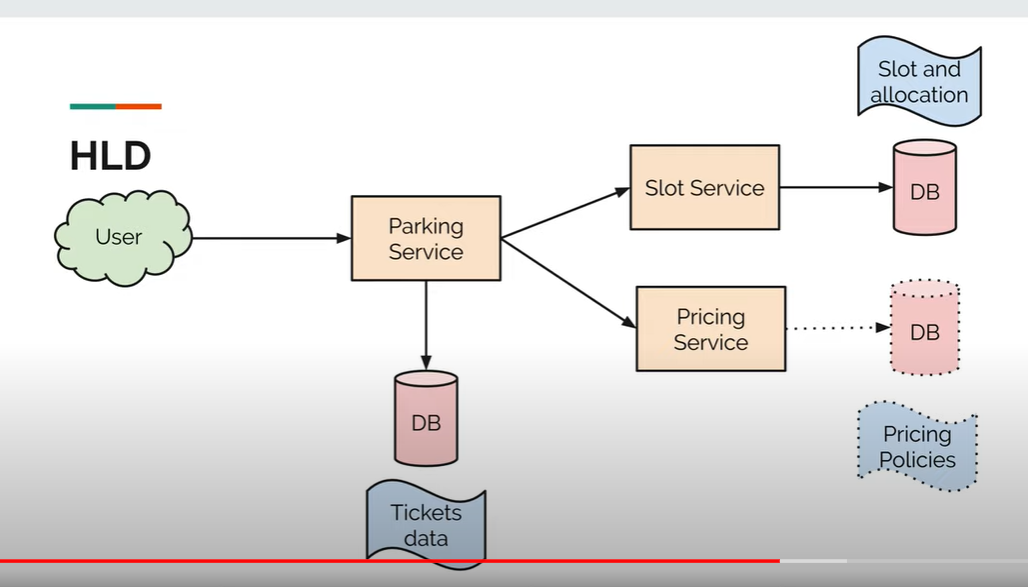 HLD
User
Parking
Service
Slot Service
Pricing
Service
Slot and
allocation
DB
DB
Pricing
Policies
DB
Tickets
data